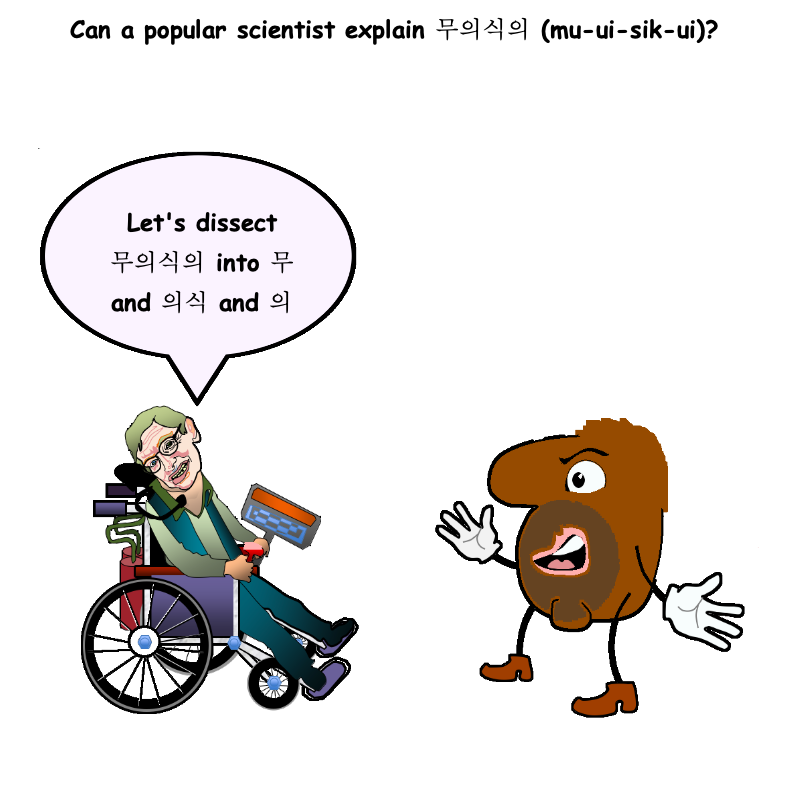 Can a popular scientist explain 무의식의 (mu-ui-sik-ui)?
Let's dissect
무의식의 into 무
and 의식 and 의